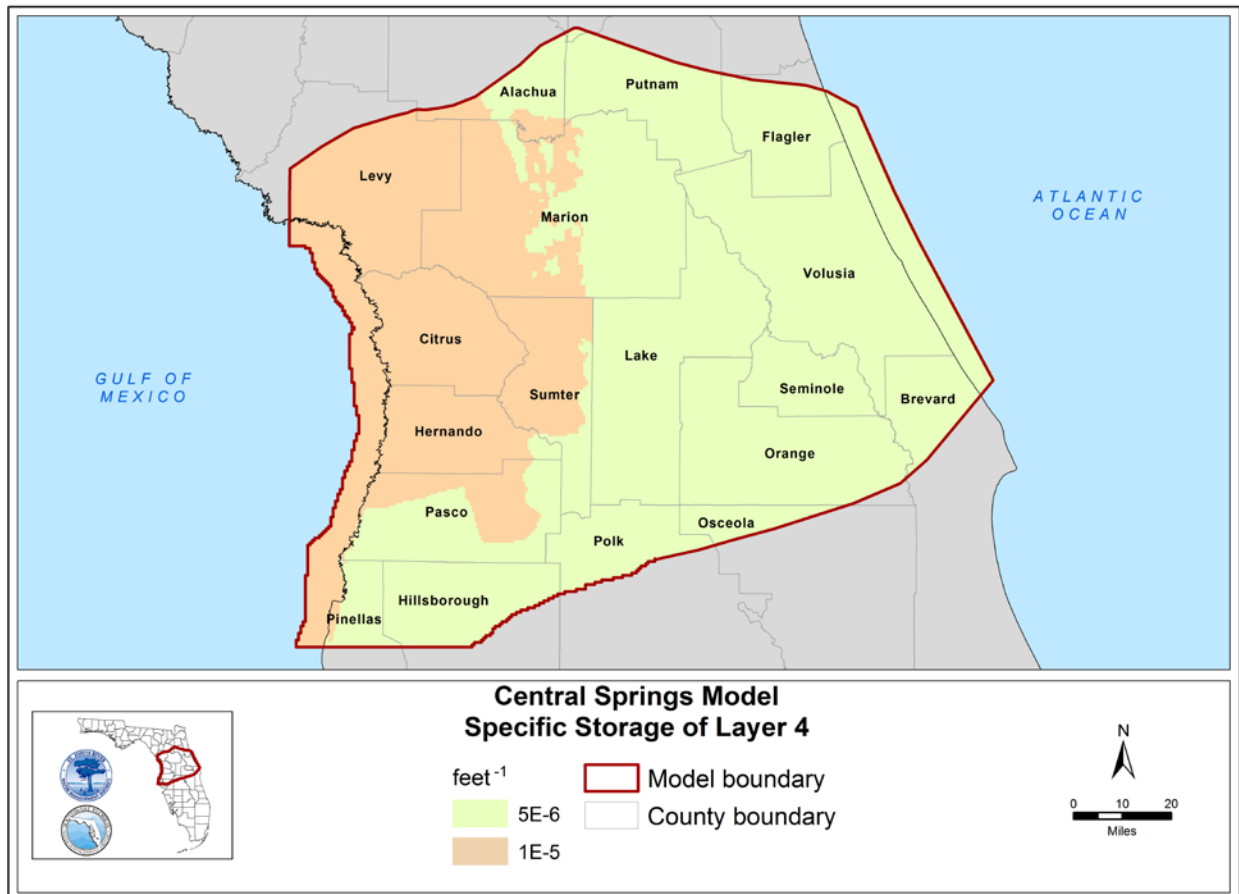 Alachua
Putnam
Flagler
Levy
Marion
ATLANTIC
OCEAN
Volusia
Citrus
Lake
GULF OF
MEXICO
Sumter
Seminole
Brevard
Hernando
Orange
Pasco
Osceola
Polk
Hillsborough
Pinellas
Central Springs Model
Specific Storage of Layer 4
feet⁻¹
5E-6
1E-5
Model boundary
County boundary
N
0 10 20
Miles